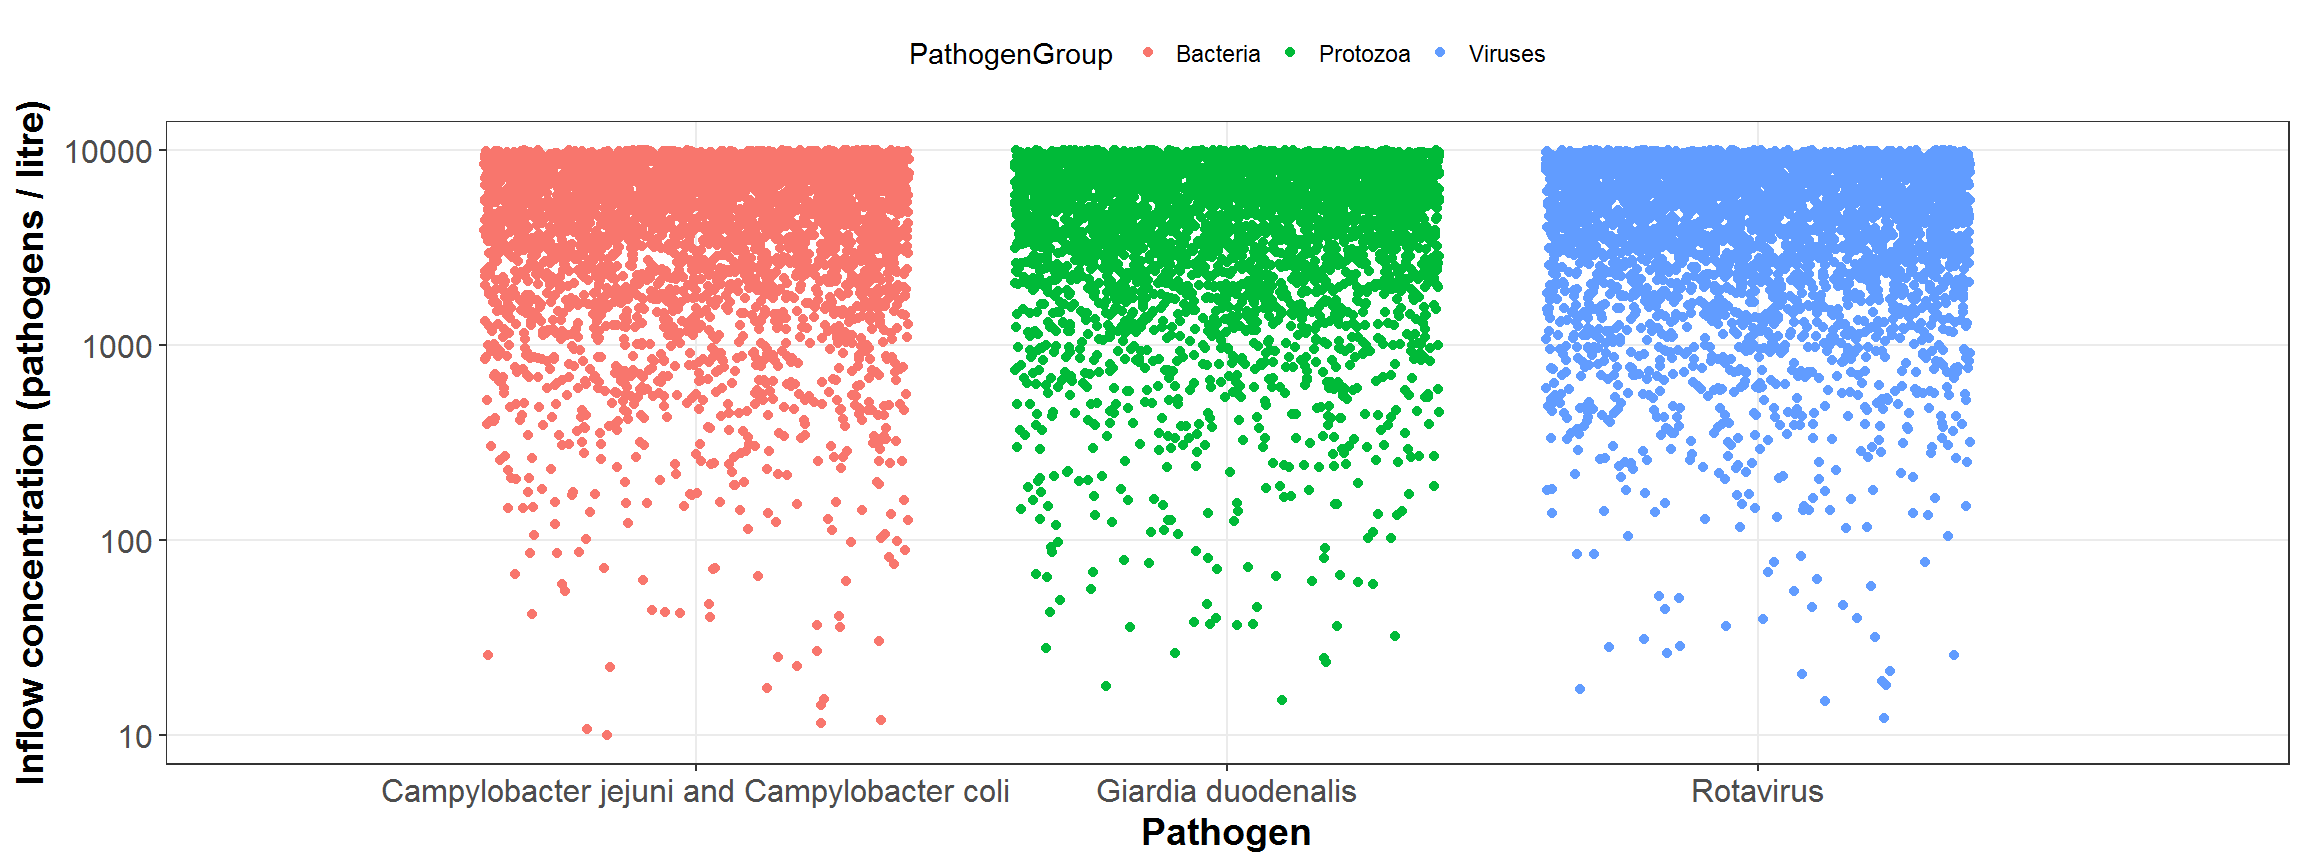 PathogenGroup Bacteria Protozoa Viruses
Inflow concentration (pathogens / litre)
10000
1000
100
10
Campylobacter jejuni and Campylobacter coli Giardia duodenalis Rotavirus
Pathogen